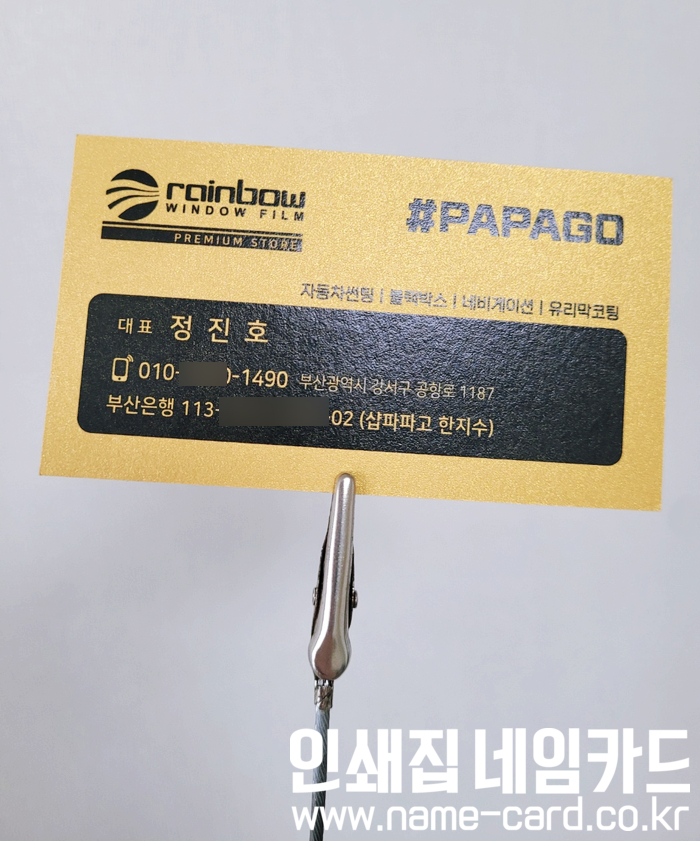 rainbow
WINDOW FILM
PREMIUM STORE
#PAPAGO
자동차썬팅 | 블랙박스 | 네비게이션 | 유리막코팅
대표 정진호
010- 0-1490 부산광역시 강서구 공항로 1187
부산은행 113- -02 (샵파파고 한지수)
인쇄집 네임카드
www.name-card.co.kr